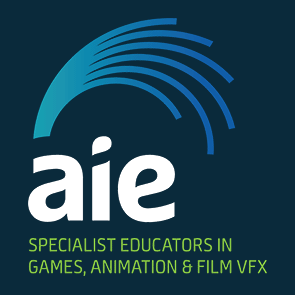 aie
SPECIALIST EDUCATORS IN
GAMES, ANIMATION & FILM VFX